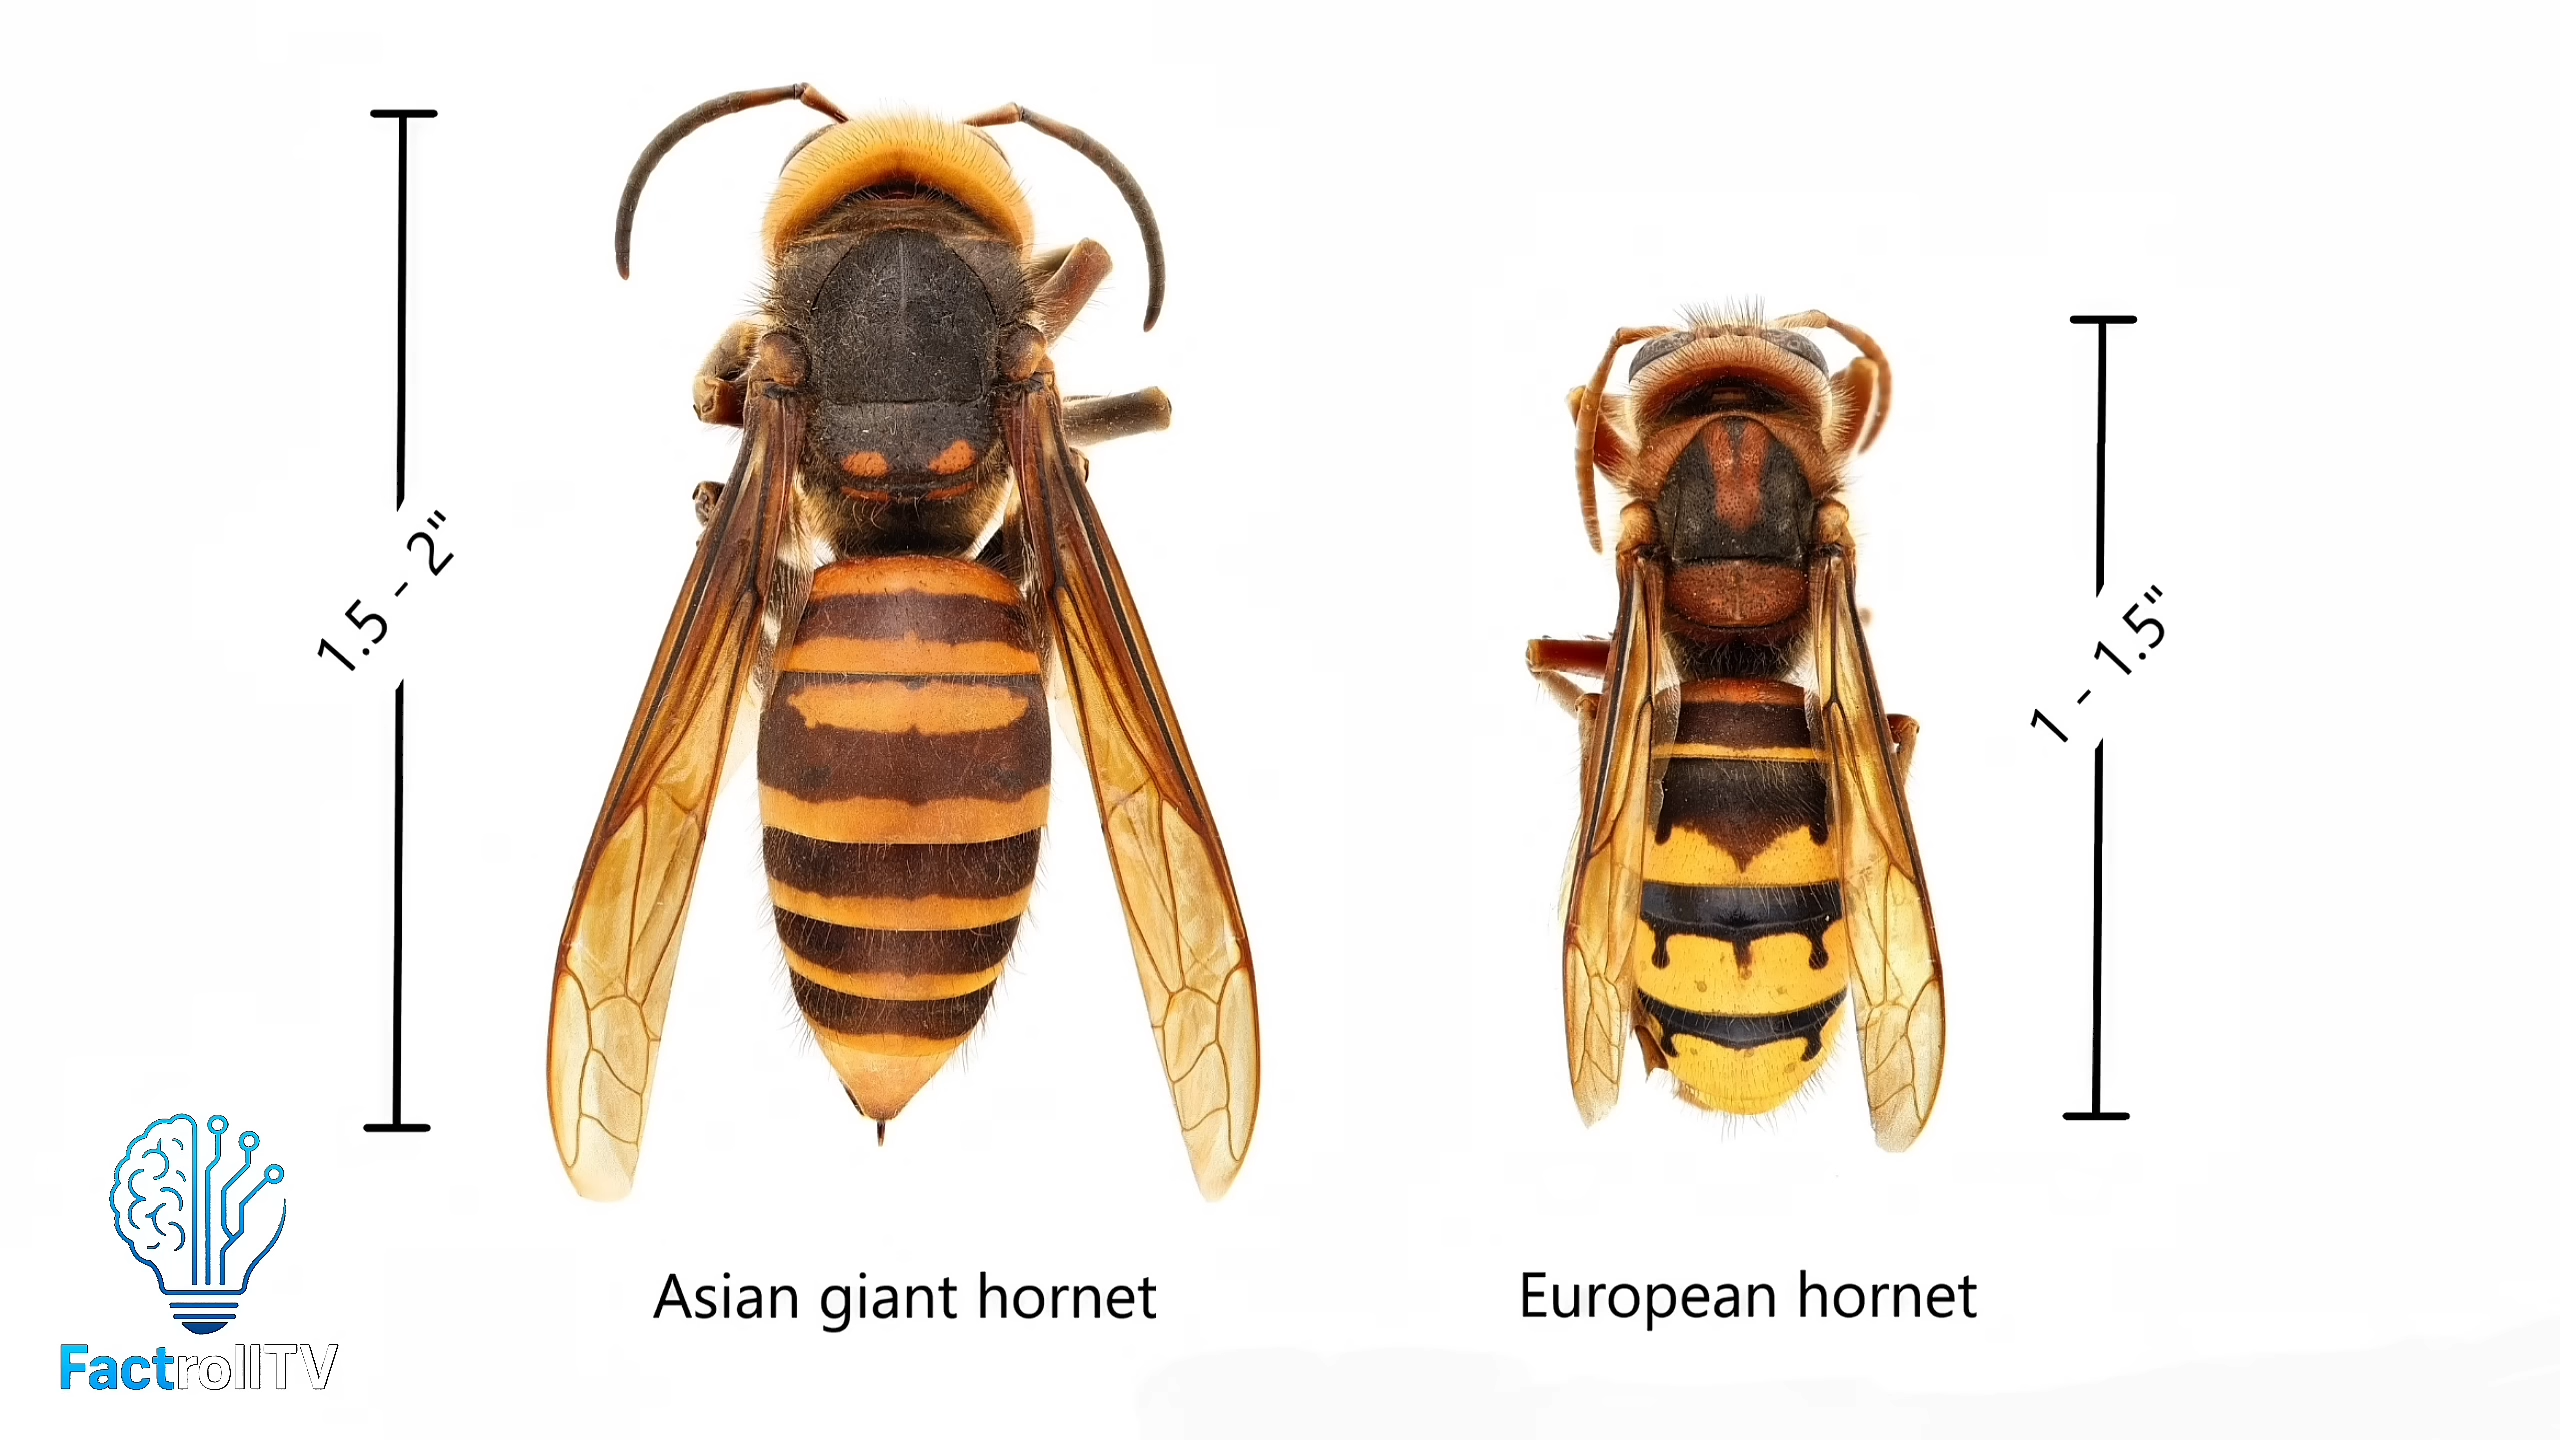 1.5 - 2"
1 - 1.5"
Asian giant hornet
European hornet
FactrollTV